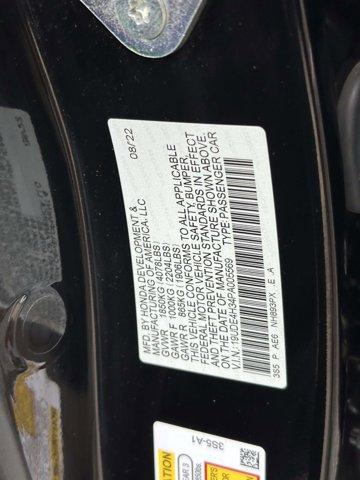 08/22
MFD. BY HONDA DEVELOPMENT &
MANUFACTURING OF AMERICA, LLC
GVWR 1850KG (4078LBS)
GAWR F 1000KG (2204LBS)
GAWR R 865KG (1906LBS)
THIS VEHICLE CONFORMS TO ALL APPLICABLE
FEDERAL MOTOR VEHICLE SAFETY, BUMPER,
AND THEFT PREVENTION STANDARDS IN EFFECT
ON THE DATE OF MANUFACTURE SHOWN ABOVE.
V.I.N.: 19UDE4H34PA005669 TYPE:PASSENGER CAR
3S5 P AE6 NH893PX E .A
3S5-A1